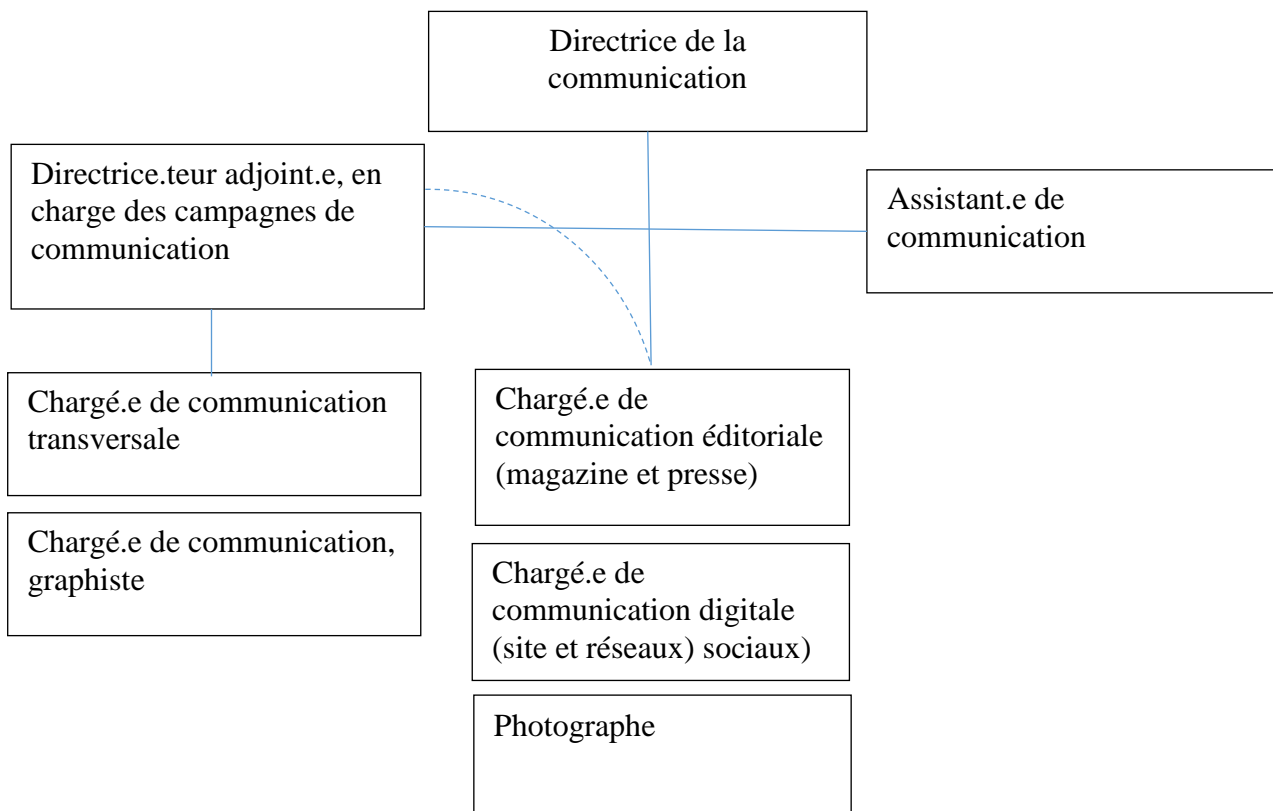 Directrice de la
communication
Directrice.teur adjoint.e, en
charge des campagnes de
communication
Assistant.e de
communication
Chargé.e de communication
transversale
Chargé.e de
communication éditoriale
(magazine et presse)
Chargé.e de communication,
graphiste
Chargé.e de
communication digitale
(site et réseaux) sociaux)
Photographe